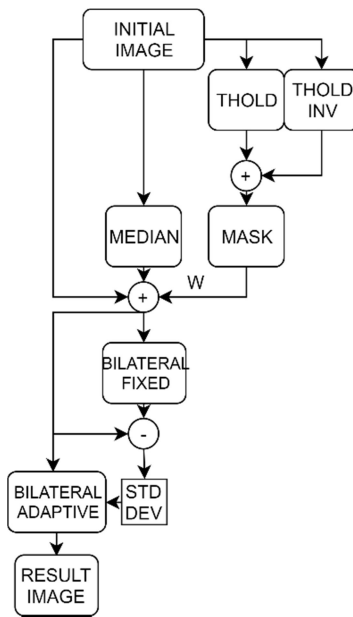 INITIAL
IMAGE
THOLD
THOLD
INV
+
MEDIAN
MASK
W
+
BILATERAL
FIXED
-
STD
DEV
BILATERAL
ADAPTIVE
RESULT
IMAGE